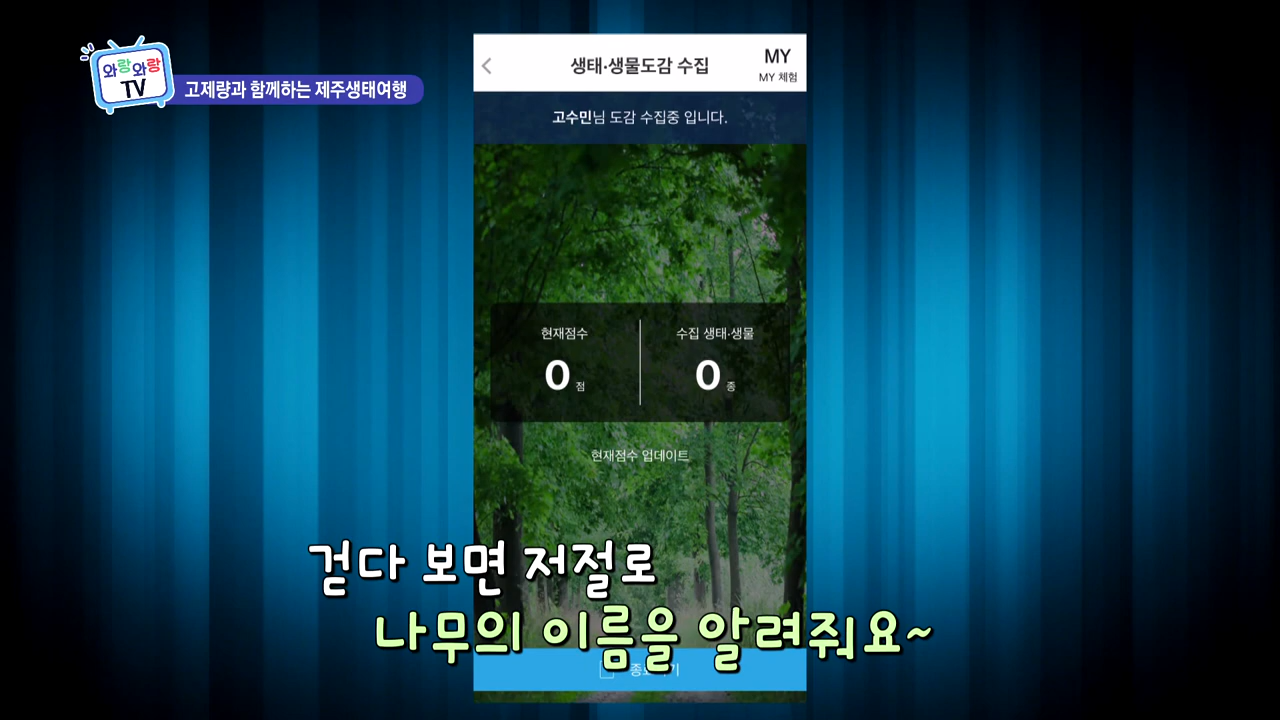 와랑와랑
TV
고제량과 함께하는 제주생태여행
생태·생물도감 수집
MY
MY 체험
고수민님 도감 수집중 입니다.
현재점수
0 점
수집 생태·생물
0 종
현재점수 업데이트
걷다 보면 저절로
나무의 이름을 알려줘요~